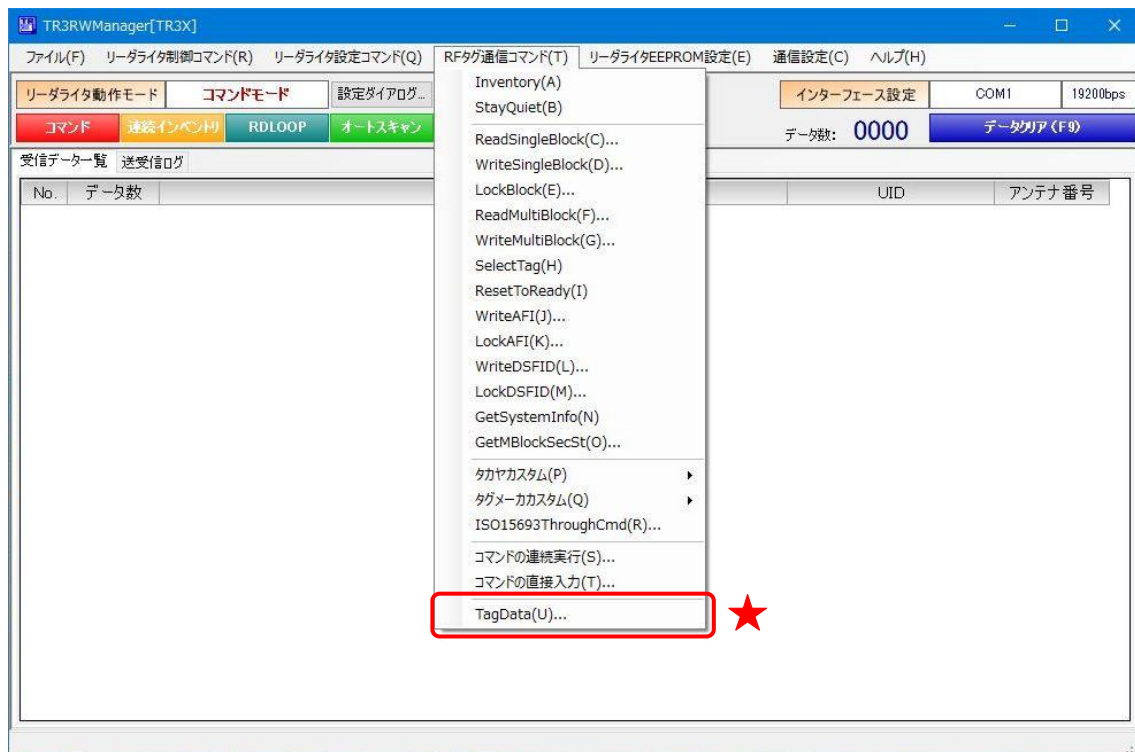 TR3RWManager[TR3X]
ファイル(F) リーダライタ制御コマンド(R) リーダライタ設定コマンド(Q) RFタグ通信コマンド(T) リーダライタEEPROM設定(E) 通信設定(C) ヘルプ(H)
リーダライタ動作モード コマンドモード 設定ダイアログ... インターフェース設定 COM1 19200bps
コマンド 連続インベントリ RDLOOP オートスキャン データ数: 0000 データクリア(F9)
受信データ一覧 送受信ログ
No. データ数 UID アンテナ番号
Inventory(A)
StayQuiet(B)
ReadSingleBlock(C)...
WriteSingleBlock(D)...
LockBlock(E)...
ReadMultiBlock(F)...
WriteMultiBlock(G)...
SelectTag(H)
ResetToReady(I)
WriteAFI(J)...
LockAFI(K)...
WriteDSFID(L)...
LockDSFID(M)...
GetSystemInfo(N)
GetMBlockSecSt(O)...
タカヤカスタム(P)
タグメーカカスタム(Q)
ISO15693ThroughCmd(R)...
コマンドの連続実行(S)...
コマンドの直接入力(T)...
TagData(U)...